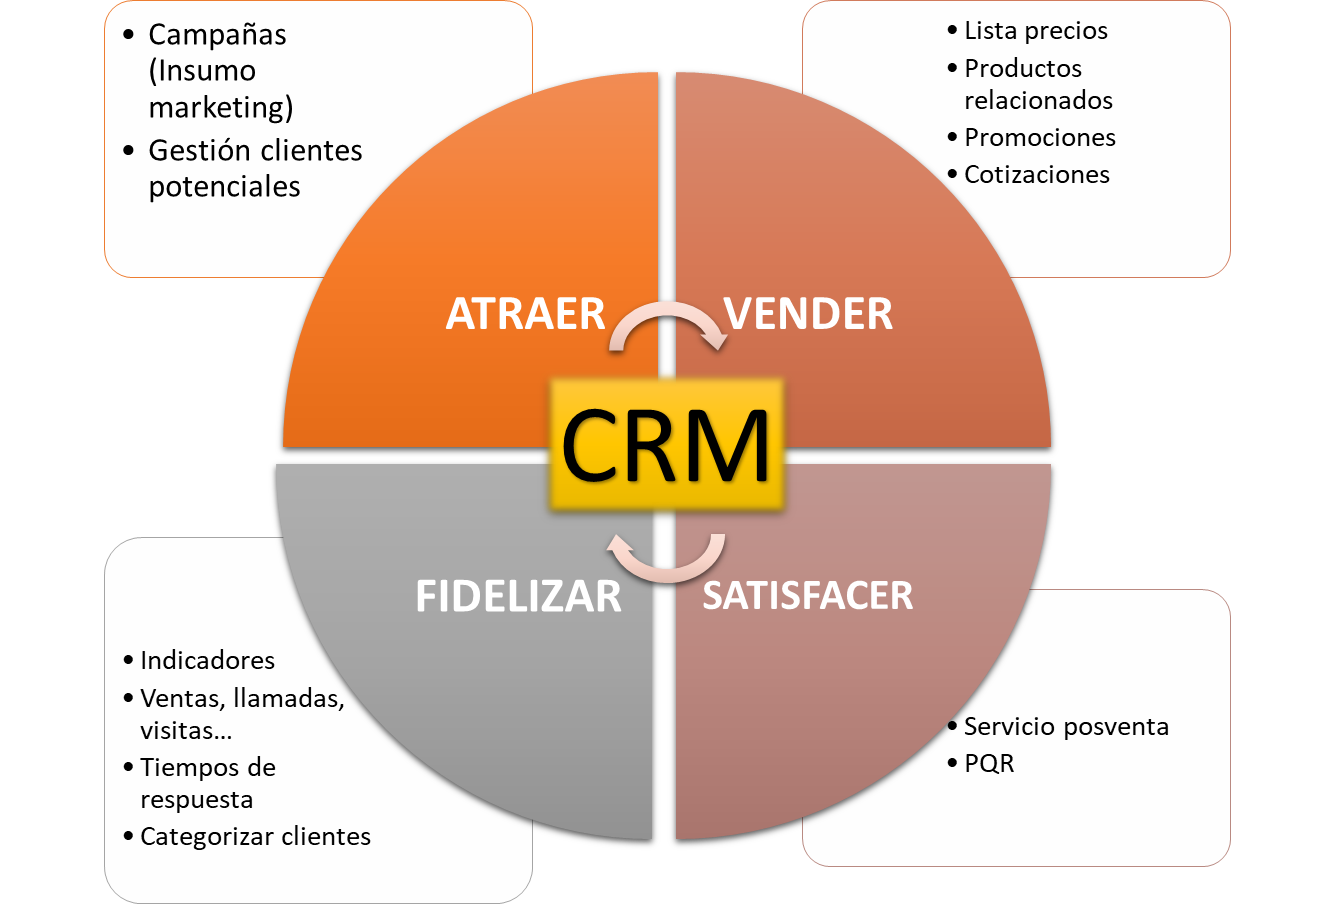 • Campañas
(Insumo
marketing)
• Gestión clientes
potenciales
• Lista precios
• Productos
relacionados
• Promociones
• Cotizaciones
ATRAER
VENDER
CRM
FIDELIZAR
SATISFACER
• Indicadores
• Ventas, llamadas,
visitas...
• Tiempos de
respuesta
• Categorizar clientes
• Servicio posventa
• PQR